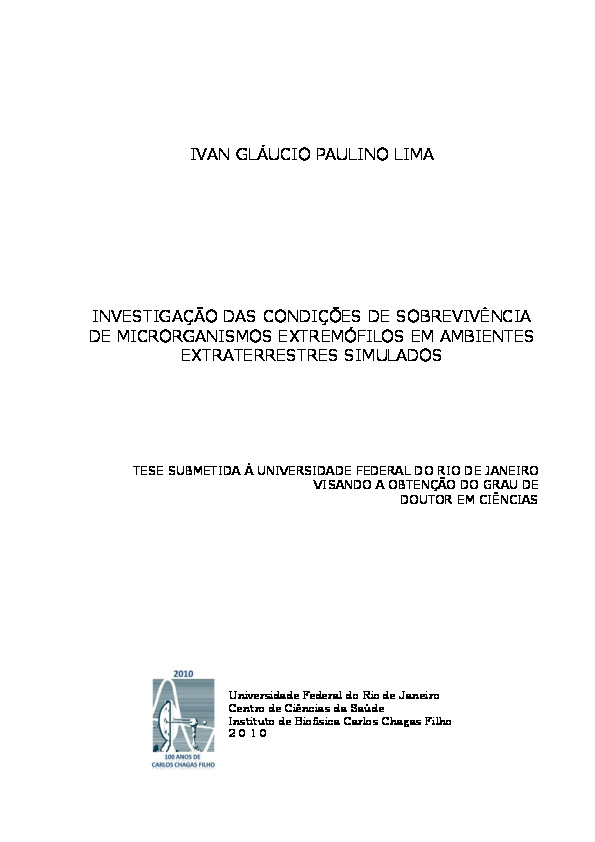 IVAN GLÁUCIO PAULINO LIMA
INVESTIGAÇÃO DAS CONDIÇÕES DE SOBREVIVÊNCIA
DE MICRORGANISMOS EXTREMÓFILOS EM AMBIENTES
EXTRATERRESTRES SIMULADOS
TESE SUBMETIDA À UNIVERSIDADE FEDERAL DO RIO DE JANEIRO
VISANDO A OBTENÇÃO DO GRAU DE
DOUTOR EM CIÊNCIAS
2010
100 ANOS DE
CARLOS CHAGAS FILHO
Universidade Federal do Rio de Janeiro
Centro de Ciências da Saúde
Instituto de Biofísica Carlos Chagas Filho
2 0 1 0